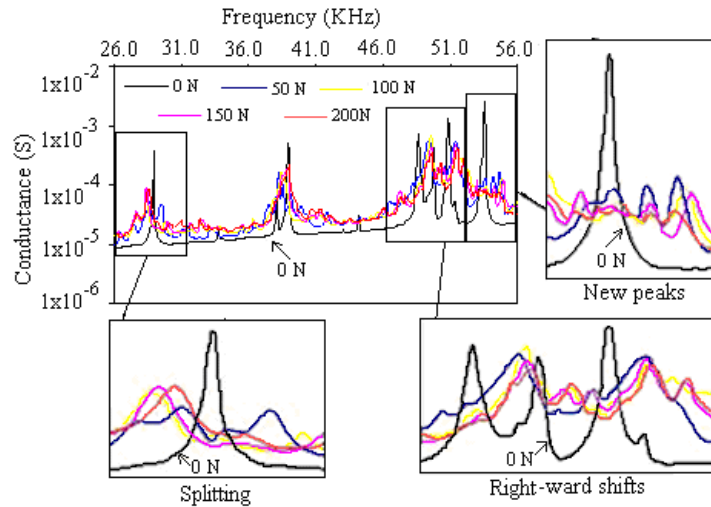 Frequency (KHz)
26.0 31.0 36.0 41.0 46.0 51.0 56.0
1x10-2
1x10-3
1x10-4
1x10-5
1x10-6
Conductance (S)
0 N 50 N 100 N
150 N 200N
0 N
0 N
New peaks
0 N
Splitting
0 N
Right-ward shifts